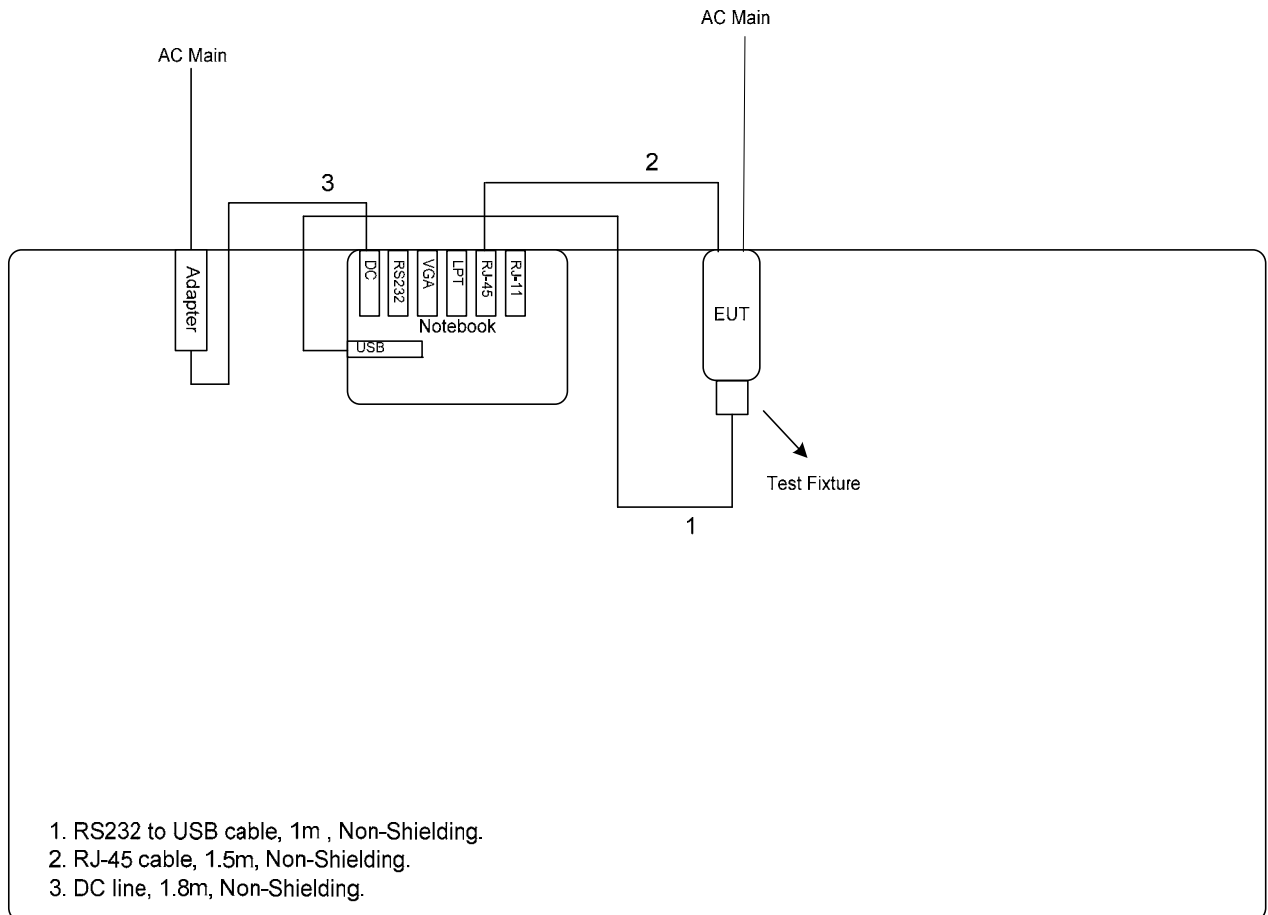 AC Main
AC Main
2
3
Adapter
DC
RS232
VGA
LPT
RJ-45
RJ-11
Notebook
USB
EUT
Test Fixture
1
1. RS232 to USB cable, 1m , Non-Shielding.
2. RJ-45 cable, 1.5m, Non-Shielding.
3. DC line, 1.8m, Non-Shielding.